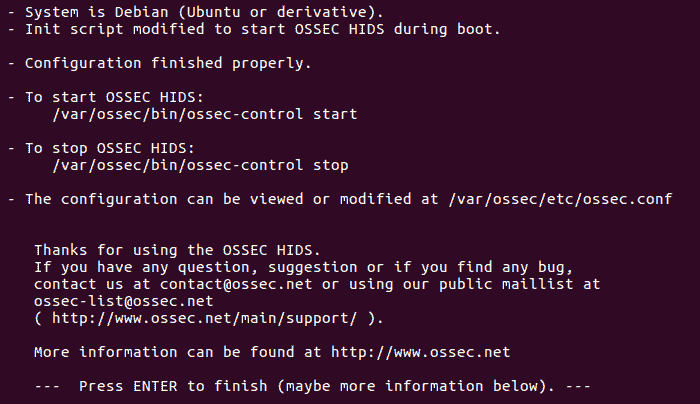 - System is Debian (Ubuntu or derivative).
- Init script modified to start OSSEC HIDS during boot.
- Configuration finished properly.
- To start OSSEC HIDS:
/var/ossec/bin/ossec-control start
- To stop OSSEC HIDS:
/var/ossec/bin/ossec-control stop
- The configuration can be viewed or modified at /var/ossec/etc/ossec.conf
Thanks for using the OSSEC HIDS.
If you have any question, suggestion or if you find any bug,
contact us at contact@ossec.net or using our public maillist at
ossec-list@ossec.net
( http://www.ossec.net/main/support/ ).
More information can be found at http://www.ossec.net
--- Press ENTER to finish (maybe more information below). ---